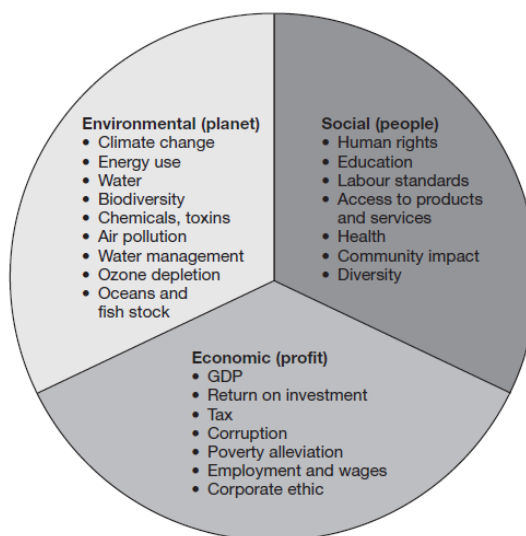 Environmental (planet)
• Climate change
• Energy use
• Water
• Biodiversity
• Chemicals, toxins
• Air pollution
• Water management
• Ozone depletion
• Oceans and
fish stock
Social (people)
• Human rights
• Education
• Labour standards
• Access to products
and services
• Health
• Community impact
• Diversity
Economic (profit)
• GDP
• Return on investment
• Tax
• Corruption
• Poverty alleviation
• Employment and wages
• Corporate ethic